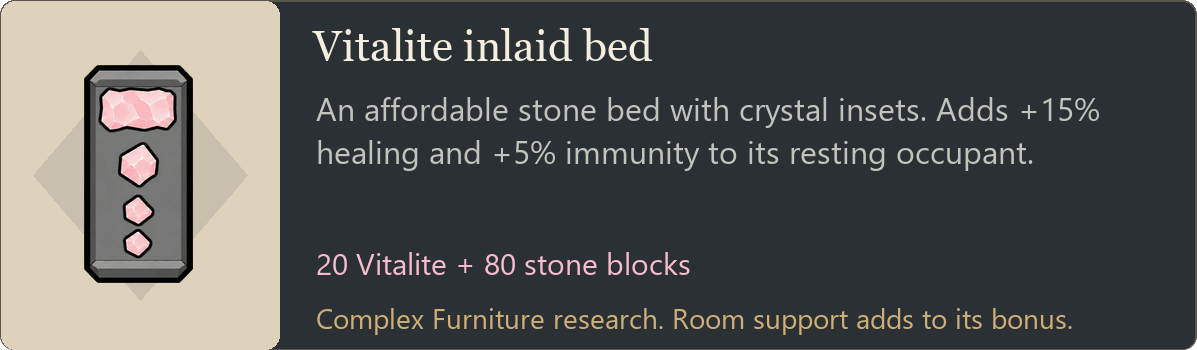 Vitalite inlaid bed
An affordable stone bed with crystal insets. Adds +15%
healing and +5% immunity to its resting occupant.
20 Vitalite + 80 stone blocks
Complex Furniture research. Room support adds to its bonus.